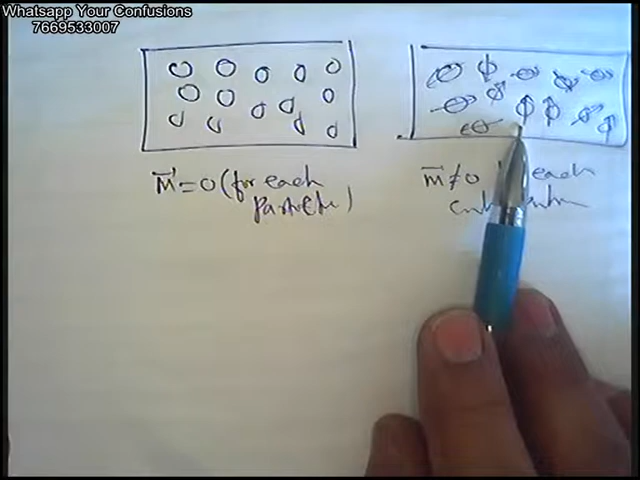 Whatsapp Your Confusions
7669533007
M⃗ = 0 (for each
particle)
m⃗ ≠ 0 each